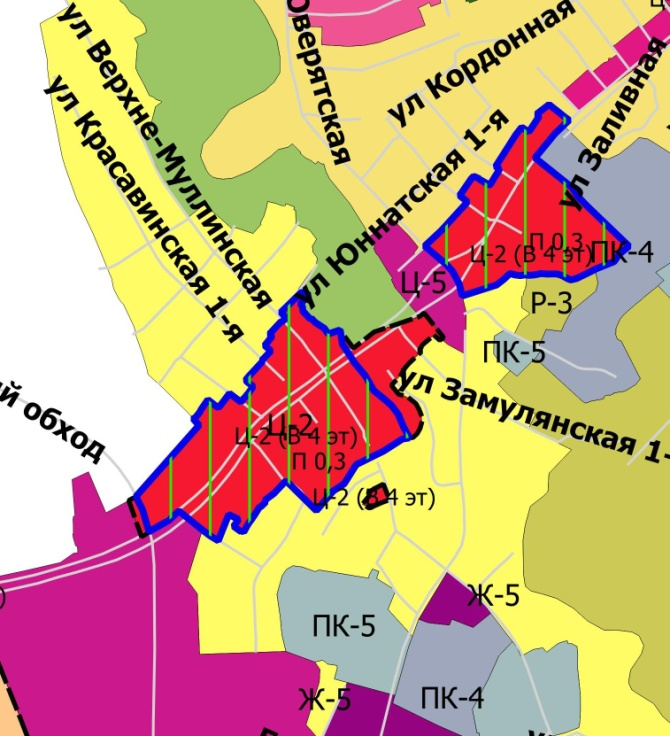 ул Верхне-Муллинская
Оверятская
ул Кордонная
ул Красавинская 1-я
ул Юннатская 1-я
ул Заливная
П 0,3
Ц-2 (В 4 эт)
ПК-4
Ц-5
Р-3
ПК-5
ул Замулянская 1-
ый обход
Ц-2
Ц-2 (В 4 эт)
П 0,3
Ц-2 (В 4 эт)
Ж-5
ПК-5
Ж-5
ПК-4